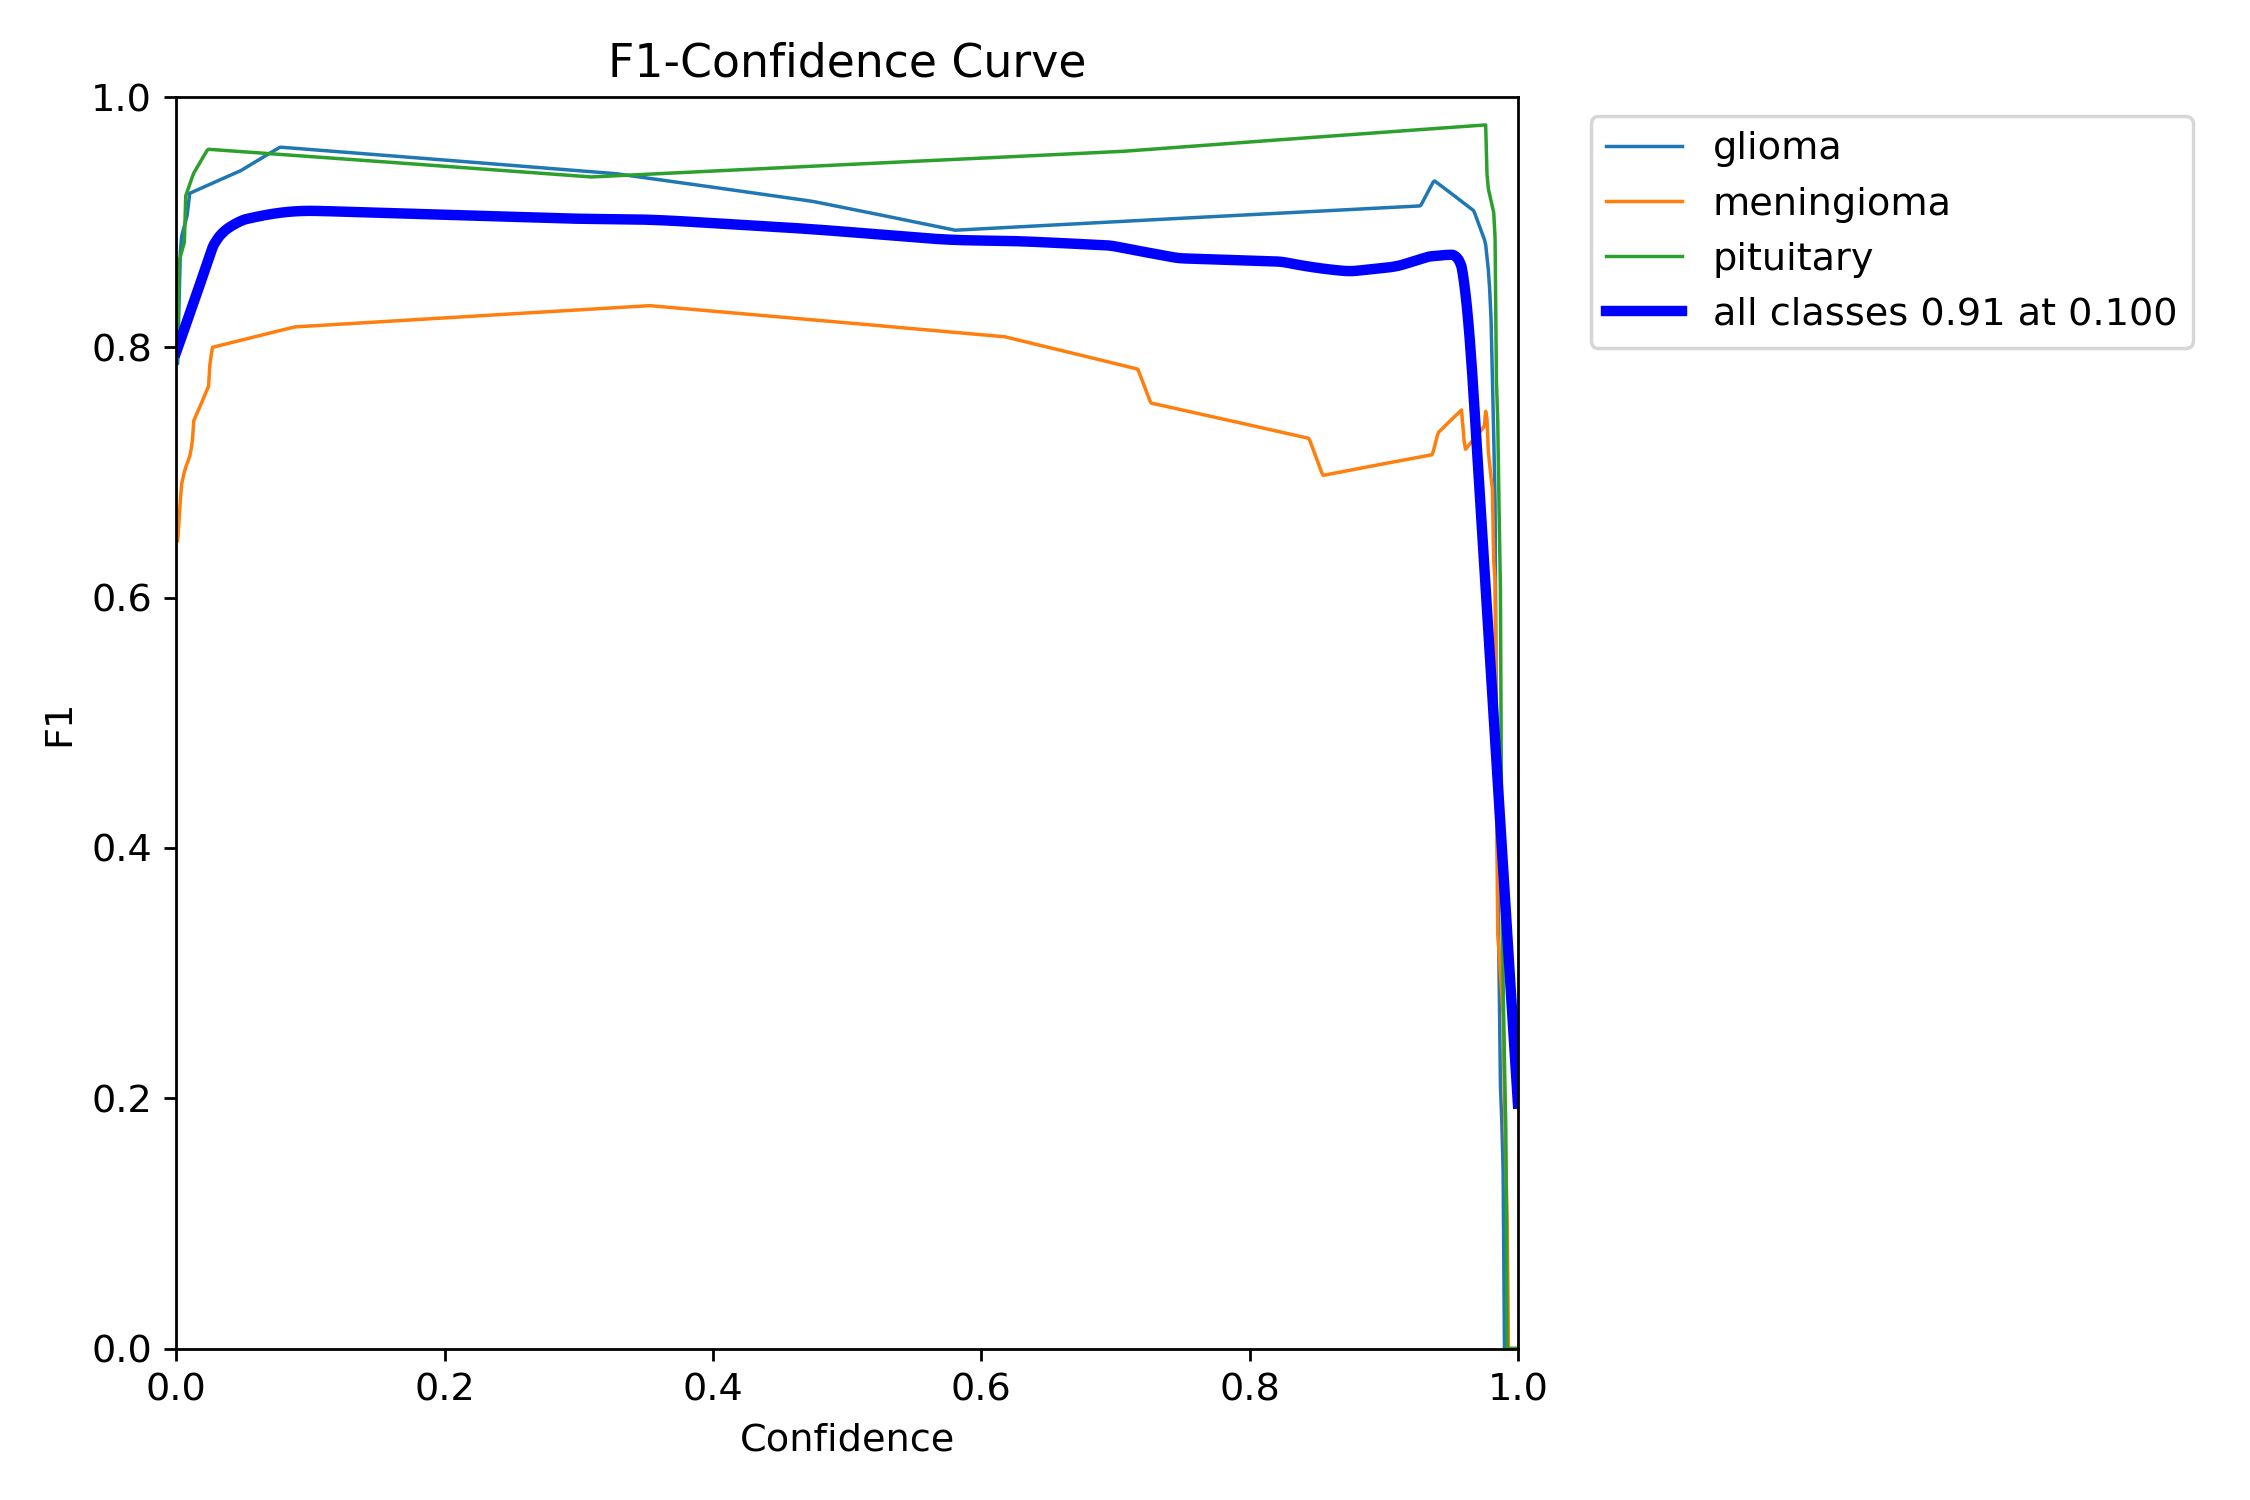 F1-Confidence Curve
1.0
0.8
0.6
0.4
0.2
0.0
F1
0.0 0.2 0.4 0.6 0.8 1.0
Confidence
glioma
meningioma
pituitary
all classes 0.91 at 0.100